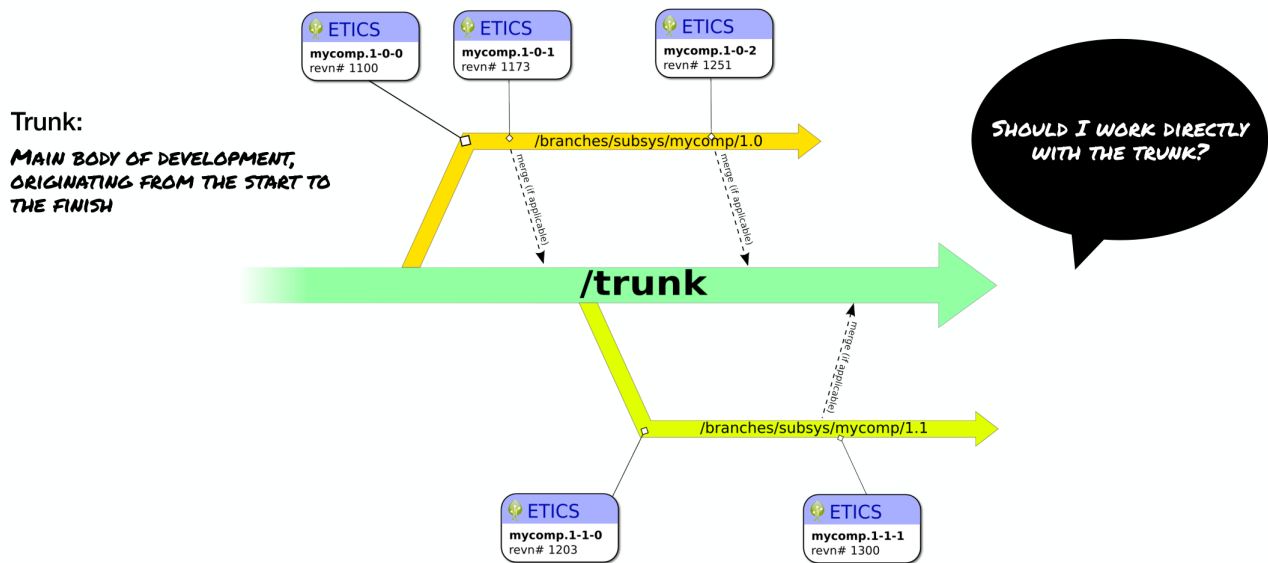 ETICS
mycomp.1-0-0
revn# 1100
ETICS
mycomp.1-0-1
revn# 1173
ETICS
mycomp.1-0-2
revn# 1251
Trunk:
MAIN BODY OF DEVELOPMENT,
ORIGINATING FROM THE START TO
THE FINISH
SHOULD I WORK DIRECTLY
WITH THE TRUNK?
/branches/subsys/mycomp/1.0
merge (if applicable)
merge (if applicable)
/trunk
merge (if applicable)
/branches/subsys/mycomp/1.1
ETICS
mycomp.1-1-0
revn# 1203
ETICS
mycomp.1-1-1
revn# 1300